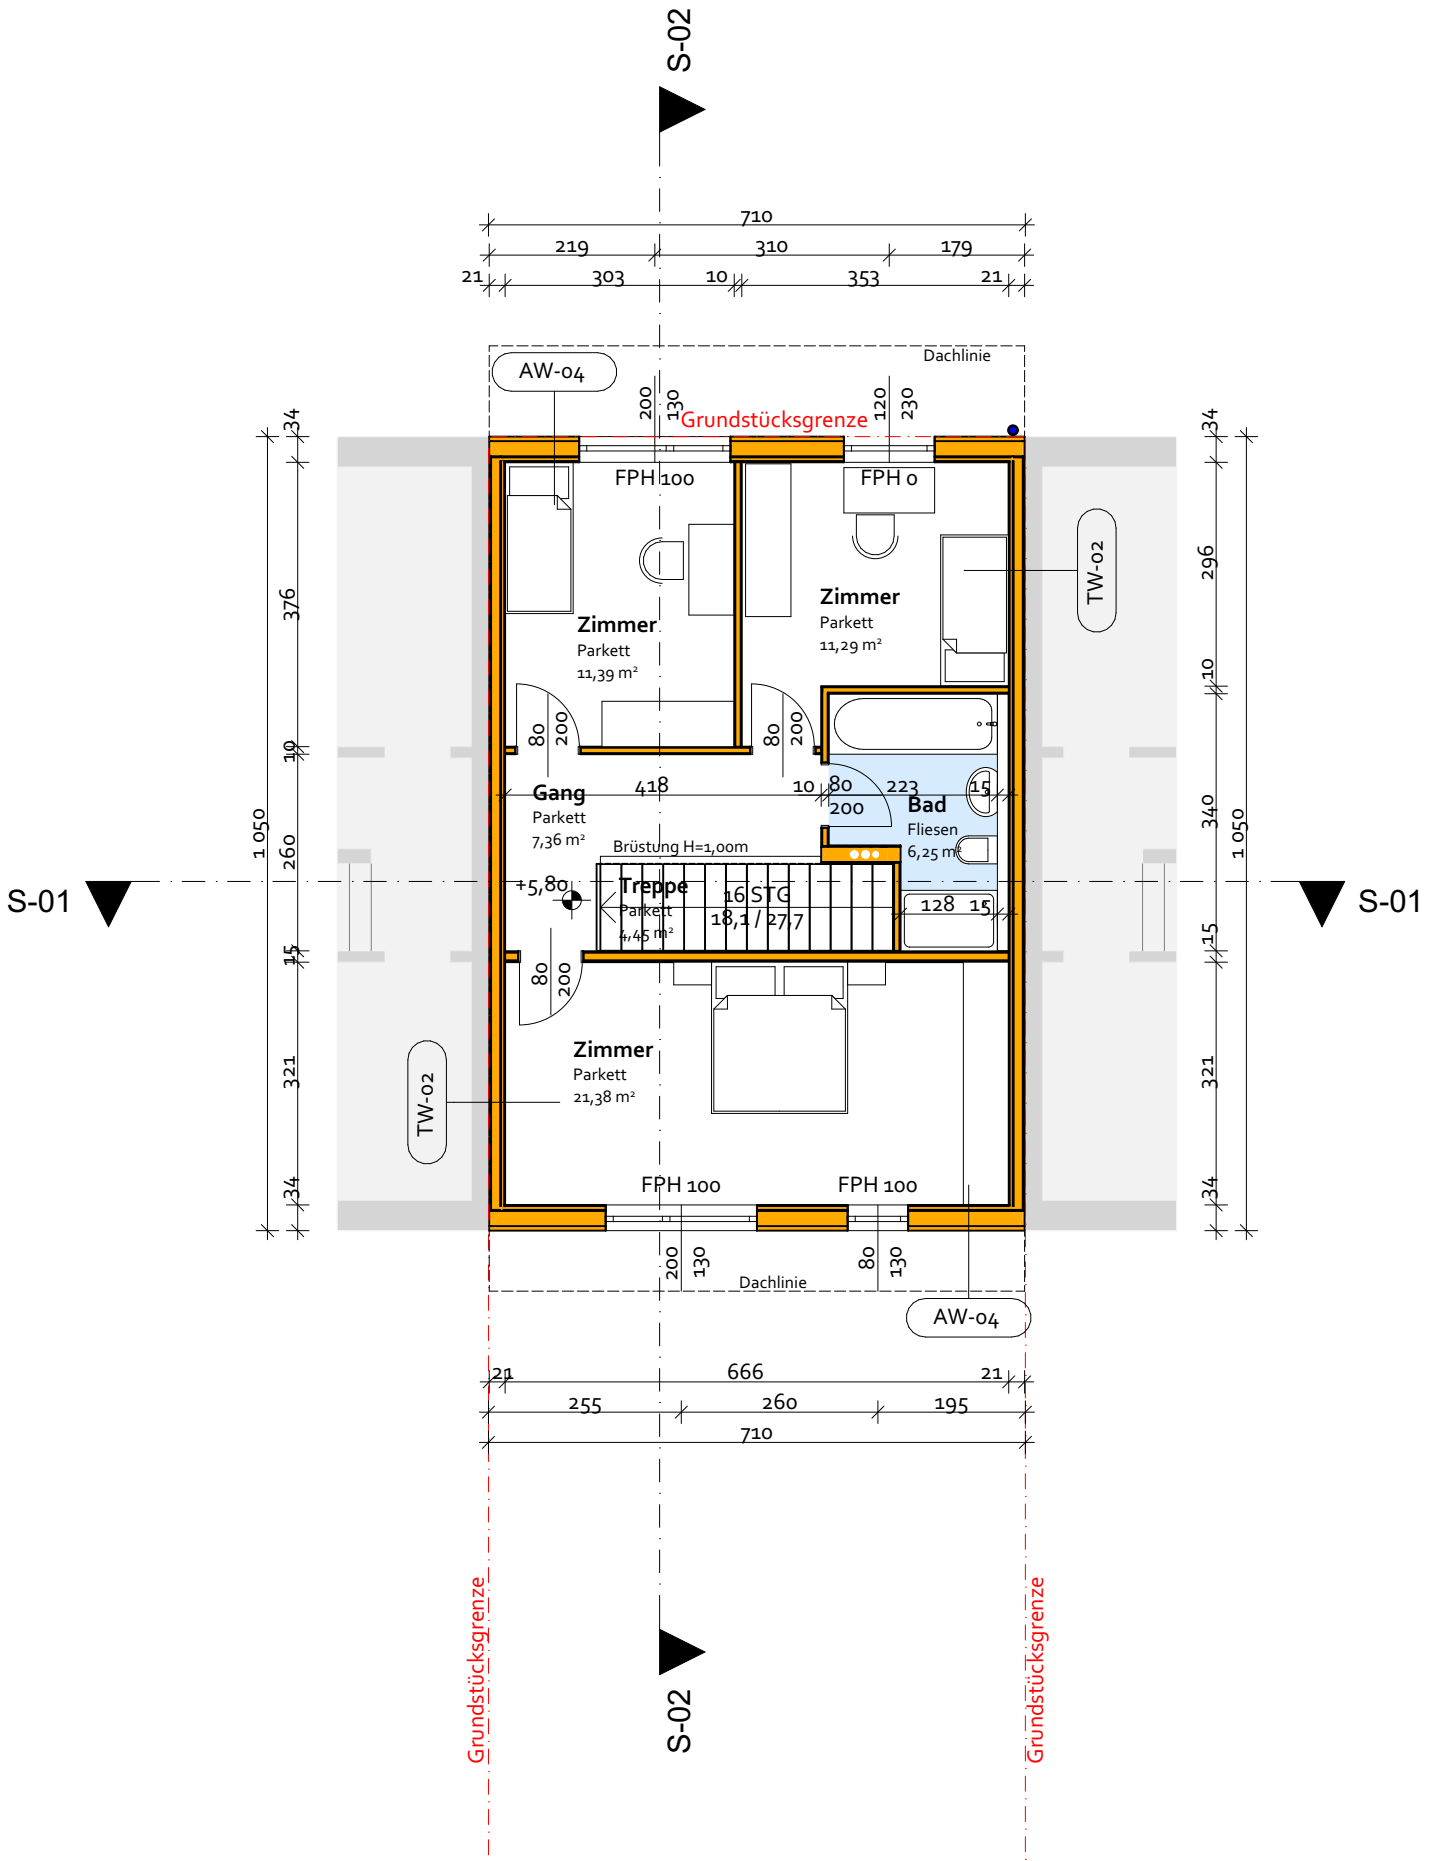 S-02
710
219 310 179
21 303 10 353 21
Dachlinie
AW-04
200
130
120
230
Grundstücksgrenze
34
34
FPH 100
FPH 0
TW-02
296
376
Zimmer
Parkett
11,29 m²
Zimmer
Parkett
11,39 m²
10
80
200
80
200
10
418 10 223 15
80
200
Gang
Parkett
7,36 m²
Bad
Fliesen
6,25 m²
340
1 050
1 050
260
Brüstung H=1,00m
+5,80
Treppe
Parkett
4,45 m²
16 STG
18,1 / 27,7
128 15
S-01
S-01
15
15
80
200
Zimmer
Parkett
21,38 m²
321
321
TW-02
34
34
FPH 100
FPH 100
200
130
80
130
Dachlinie
AW-04
21 666 21
255 260 195
710
Grundstücksgrenze
Grundstücksgrenze
S-02